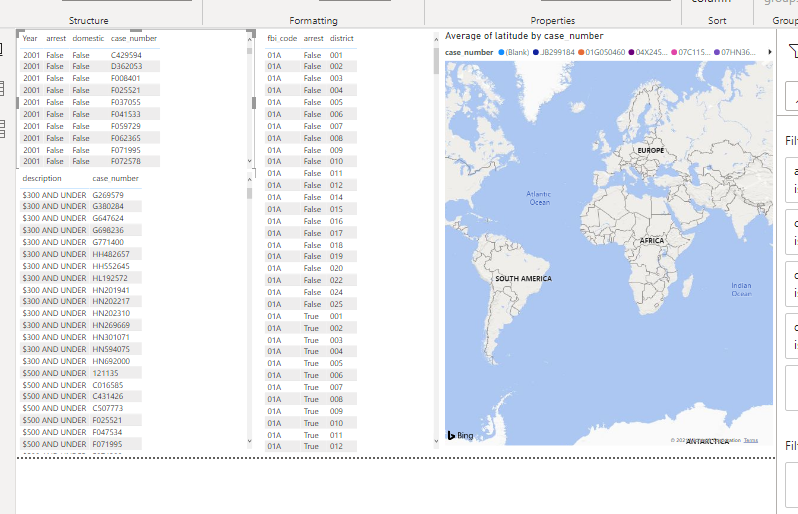 column
Structure
Formatting
Properties
Sort
Year arrest domestic case_number
2001 False False C429594
2001 False False D362053
2001 False False F008401
2001 False False F025521
2001 False False F037055
2001 False False F041533
2001 False False F059729
2001 False False F062365
2001 False False F071995
2001 False False F072578
description case_number
$300 AND UNDER G269579
$300 AND UNDER G380284
$300 AND UNDER G647624
$300 AND UNDER G698236
$300 AND UNDER G771400
$300 AND UNDER HH482657
$300 AND UNDER HH552645
$300 AND UNDER HL192572
$300 AND UNDER HN201941
$300 AND UNDER HN202217
$300 AND UNDER HN202310
$300 AND UNDER HN269669
$300 AND UNDER HN301071
$300 AND UNDER HN594075
$300 AND UNDER HN692000
$500 AND UNDER 121135
$500 AND UNDER C016585
$500 AND UNDER C431426
$500 AND UNDER C507773
$500 AND UNDER F025521
$500 AND UNDER F047534
$500 AND UNDER F071995
fbi_code arrest district
01A False 001
01A False 002
01A False 003
01A False 004
01A False 005
01A False 006
01A False 007
01A False 008
01A False 009
01A False 010
01A False 011
01A False 012
01A False 014
01A False 015
01A False 016
01A False 017
01A False 018
01A False 019
01A False 020
01A False 022
01A False 024
01A False 025
01A True 001
01A True 002
01A True 003
01A True 004
01A True 005
01A True 006
01A True 007
01A True 008
01A True 009
01A True 010
01A True 011
01A True 012
Average of latitude by case_number
case_number (Blank) JB299184 01G050460 04X245... 07C115... 07HN36...
EUROPE
Atlantic
Ocean
AFRICA
SOUTH AMERICA
Indian
Ocean
Bing
Terms
ANTARCTICA